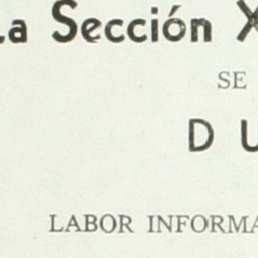 La Sección X
SE
D U
LABOR INFORMA